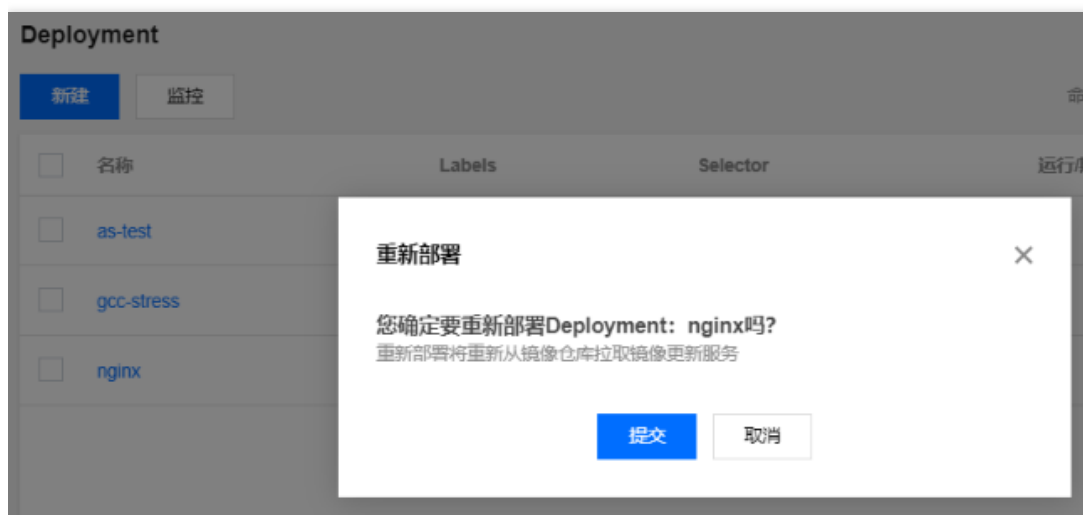 Deployment
新建 监控 命
名称 Labels Selector 运行/
as-test
gcc-stress
nginx
重新部署
您确定要重新部署Deployment：nginx吗?
重新部署将重新从镜像仓库拉取镜像更新服务
提交 取消